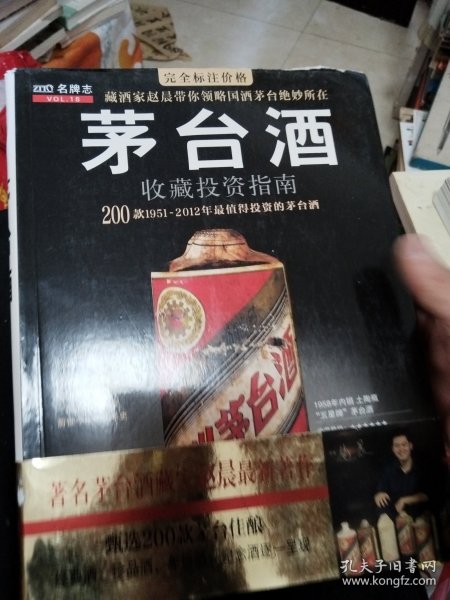 完全标注价格
名牌志
VOL.18
藏酒家赵晨带你领略国酒茅台绝妙所在
茅台酒
收藏投资指南
200款1951-2012年最值得投资的茅台酒
茅台酒
1958年内销 土陶瓶
“五星牌”茅台酒
著名茅台酒藏 赵晨最新著作
甄选200款茅台佳酿
孔夫子旧书网
www.kongfz.com